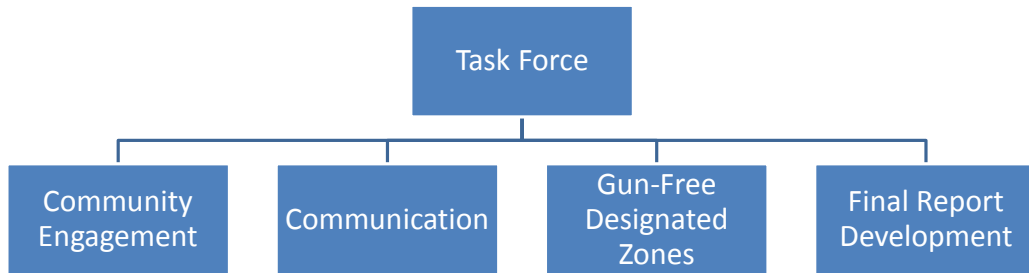 Task Force
Community
Engagement
Communication
Gun-Free
Designated
Zones
Final Report
Development